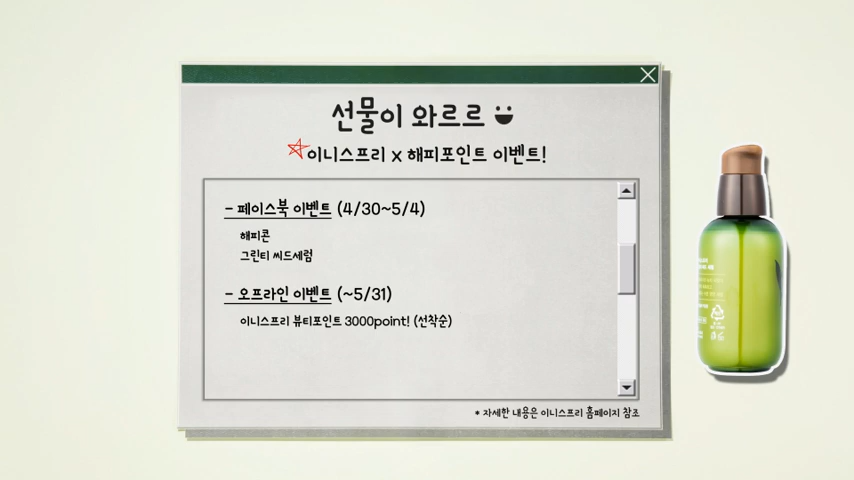 선물이 와르르
이니스프리 x 해피포인트 이벤트!
- 페이스북 이벤트 (4/30~5/4)
해피콘
그린티 씨드세럼
- 오프라인 이벤트 (~5/31)
이니스프리 뷰티포인트 3000point! (선착순)
* 자세한 내용은 이니스프리 홈페이지 참조